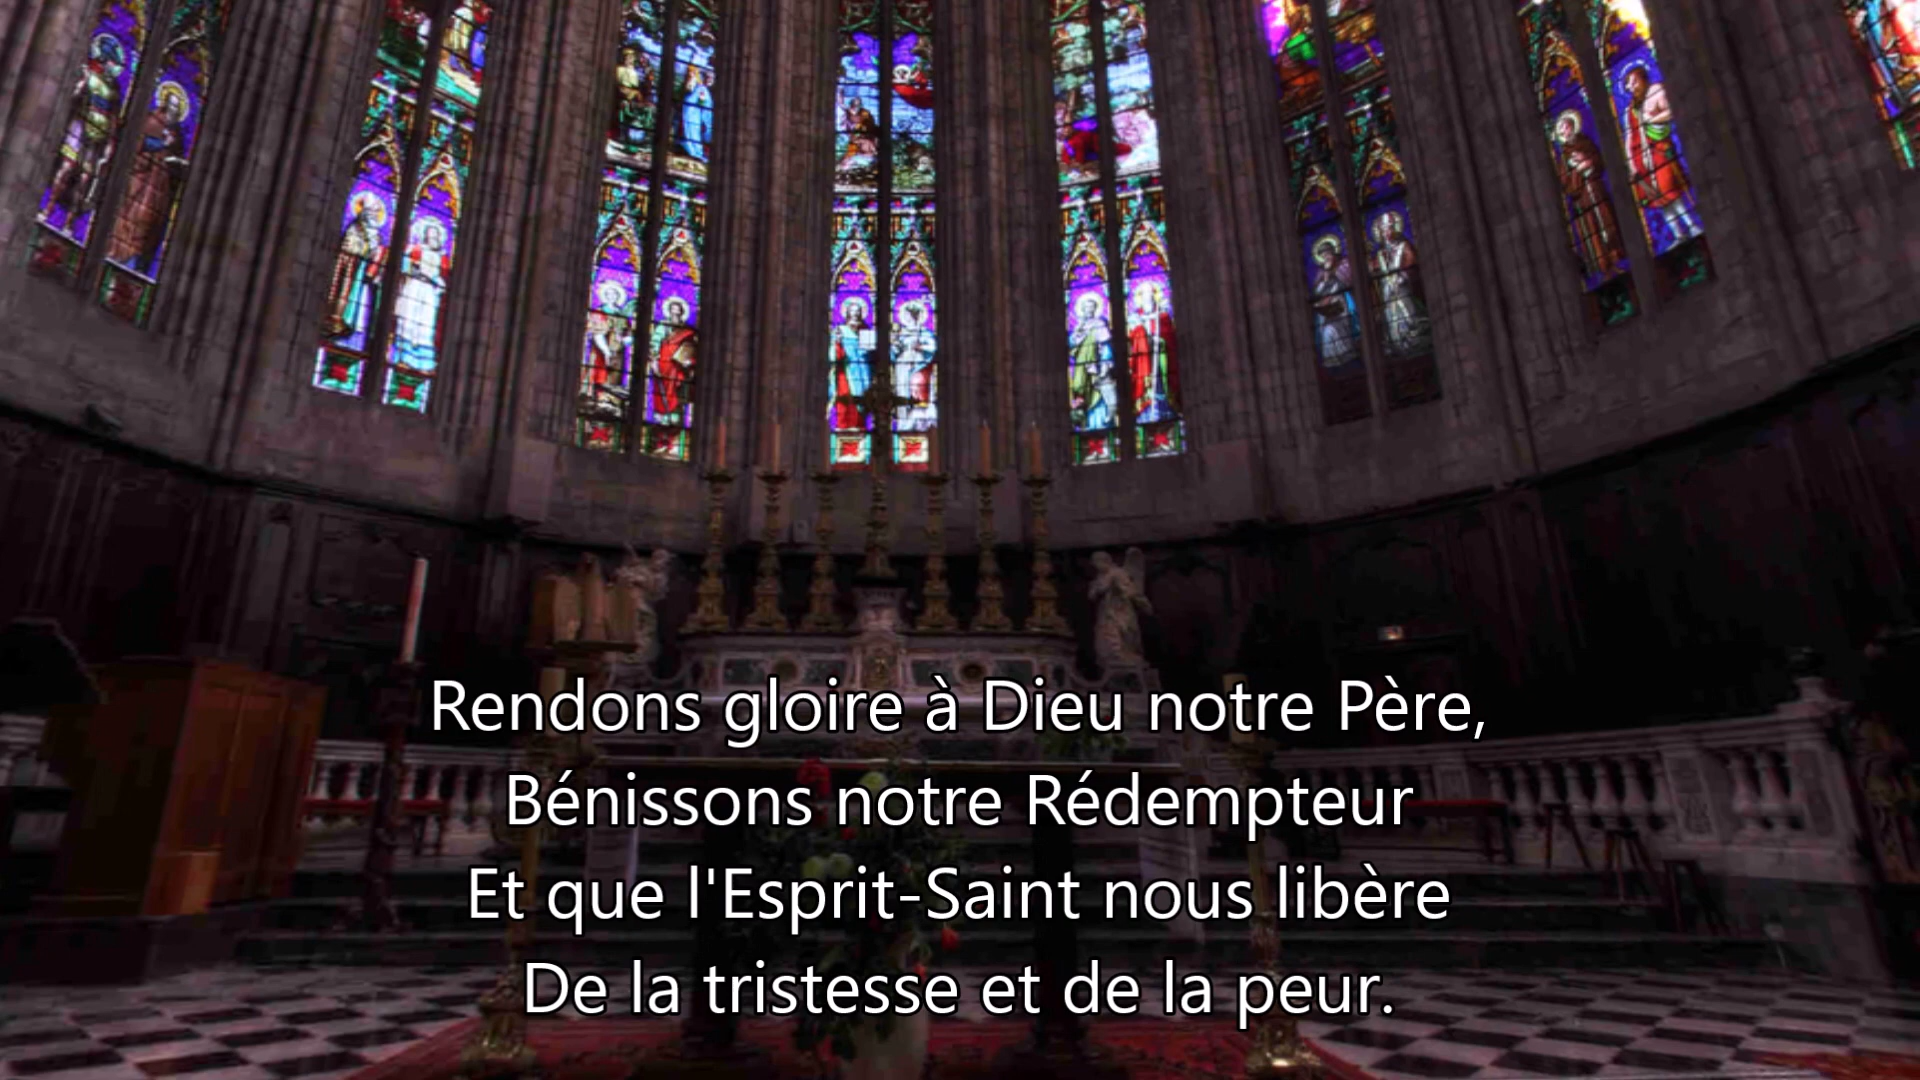 Rendons gloire à Dieu notre Père,
Bénissons notre Rédempteur
Et que l'Esprit-Saint nous libère
De la tristesse et de la peur.